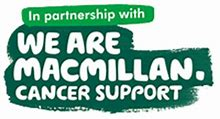 In partnership with
WE ARE
MACMILLAN.
CANCER SUPPORT